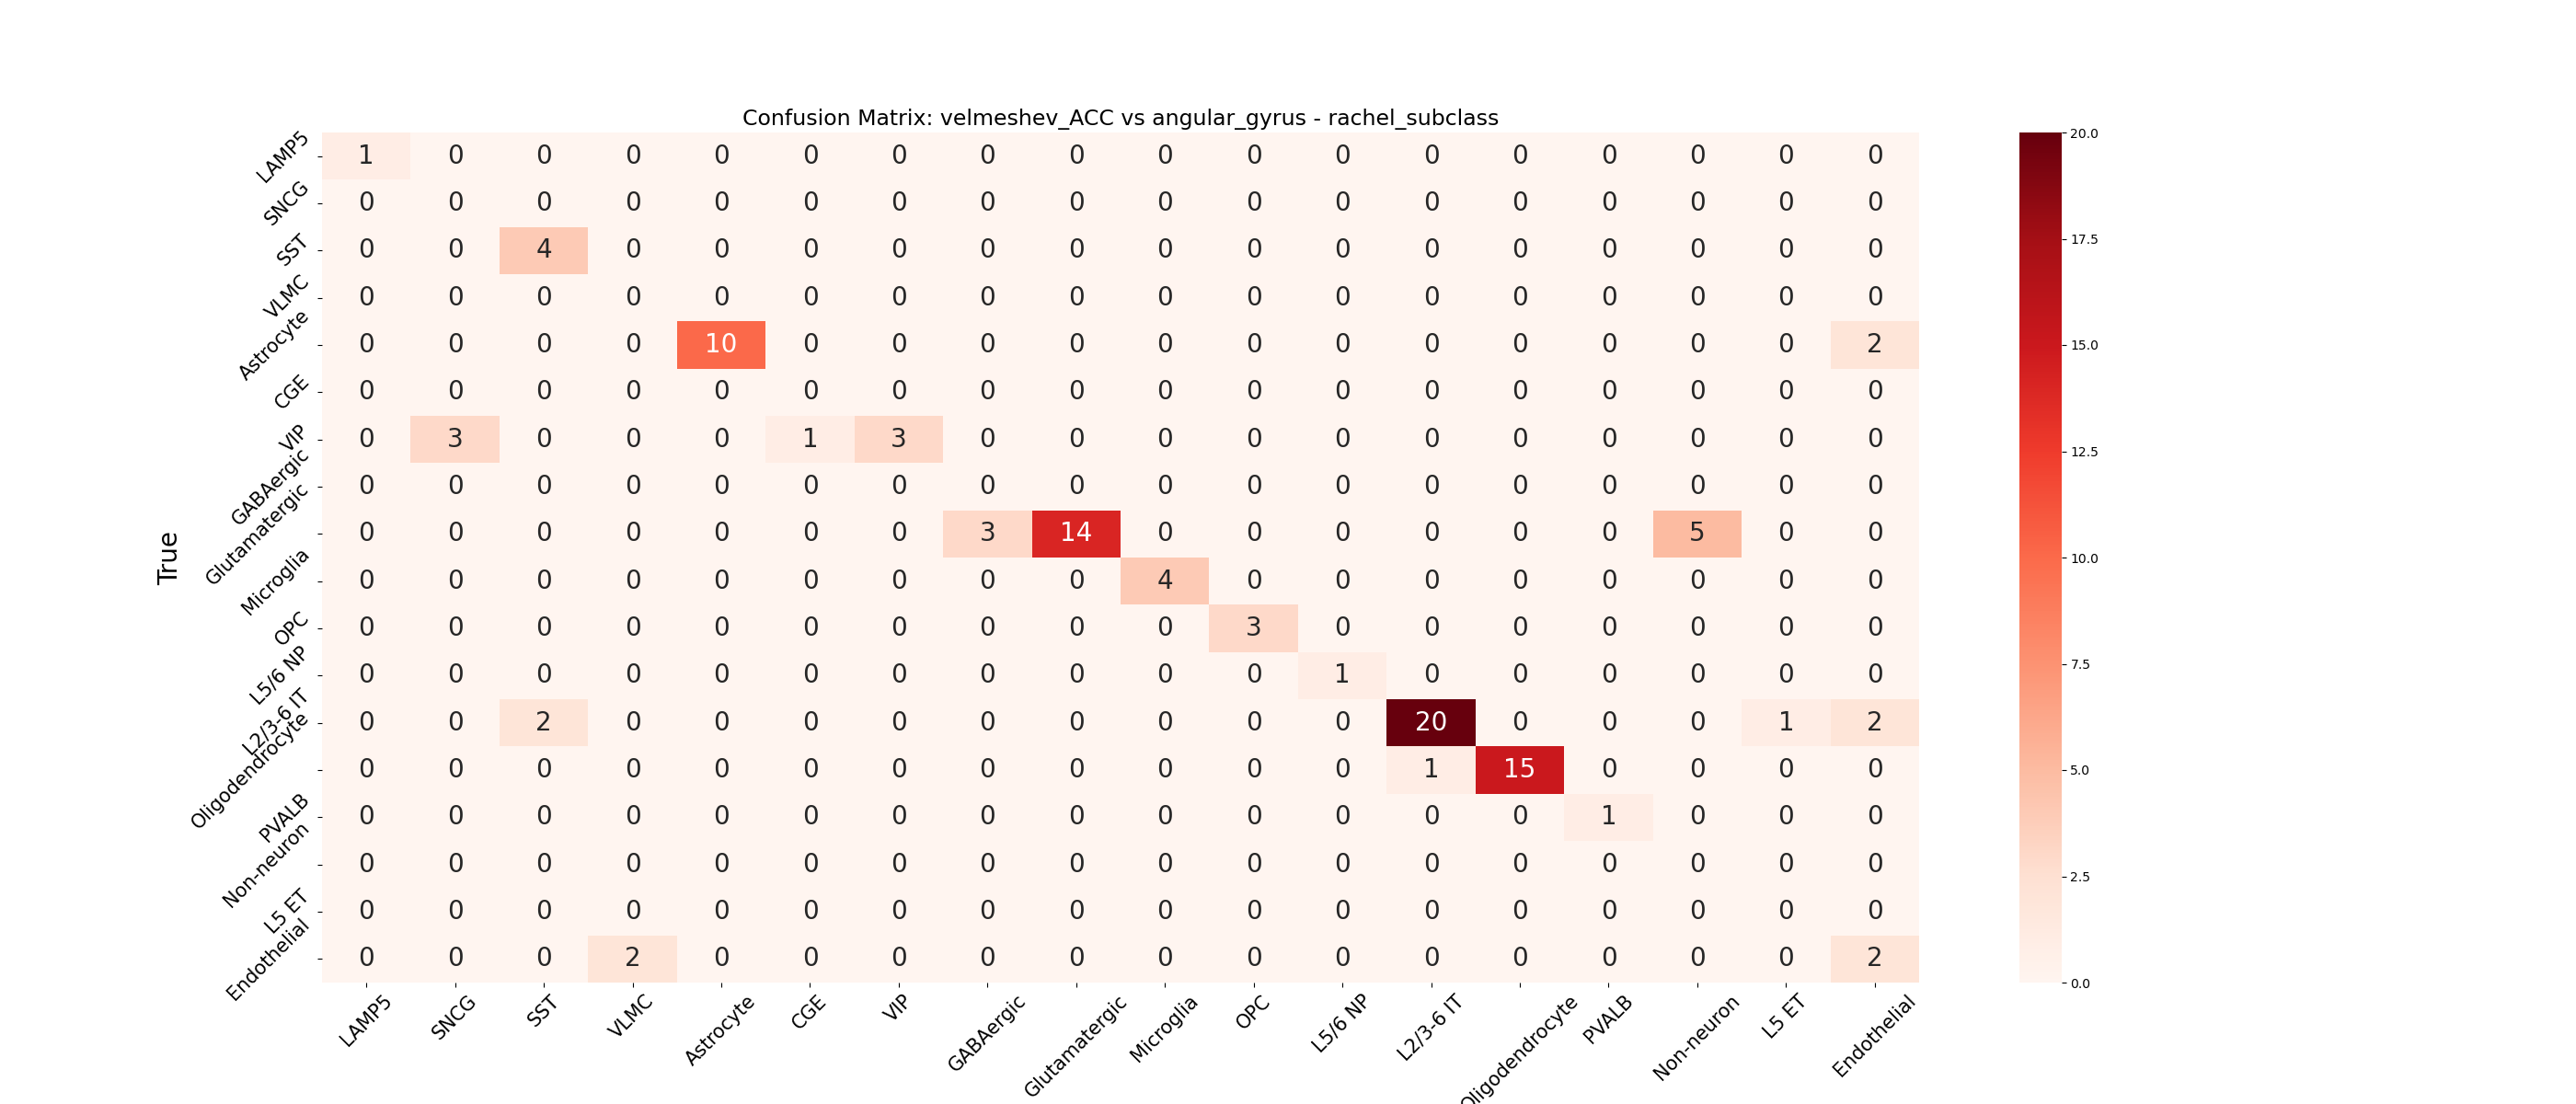 Confusion Matrix: velmeshev_ACC vs angular_gyrus - rachel_subclass
True
LAMP5 1 0 0 0 0 0 0 0 0 0 0 0 0 0 0 0 0 0
SNCG 0 0 0 0 0 0 0 0 0 0 0 0 0 0 0 0 0 0
SST 0 0 4 0 0 0 0 0 0 0 0 0 0 0 0 0 0 0
VLMC 0 0 0 0 0 0 0 0 0 0 0 0 0 0 0 0 0 0
Astrocyte 0 0 0 0 10 0 0 0 0 0 0 0 0 0 0 0 0 2
CGE 0 0 0 0 0 0 0 0 0 0 0 0 0 0 0 0 0 0
VIP 0 3 0 0 0 1 3 0 0 0 0 0 0 0 0 0 0 0
GABAergic 0 0 0 0 0 0 0 0 0 0 0 0 0 0 0 0 0 0
Glutamatergic 0 0 0 0 0 0 0 3 14 0 0 0 0 0 0 5 0 0
Microglia 0 0 0 0 0 0 0 0 0 4 0 0 0 0 0 0 0 0
OPC 0 0 0 0 0 0 0 0 0 0 3 0 0 0 0 0 0 0
L5/6 NP 0 0 0 0 0 0 0 0 0 0 0 1 0 0 0 0 0 0
L2/3-6 IT 0 0 2 0 0 0 0 0 0 0 0 0 20 0 0 0 1 2
Oligodendrocyte 0 0 0 0 0 0 0 0 0 0 0 0 1 15 0 0 0 0
PVALB 0 0 0 0 0 0 0 0 0 0 0 0 0 0 1 0 0 0
Non-neuron 0 0 0 0 0 0 0 0 0 0 0 0 0 0 0 0 0 0
L5 ET 0 0 0 0 0 0 0 0 0 0 0 0 0 0 0 0 0 0
Endothelial 0 0 0 2 0 0 0 0 0 0 0 0 0 0 0 0 0 2
LAMP5 SNCG SST VLMC Astrocyte CGE VIP GABAergic Glutamatergic Microglia OPC L5/6 NP L2/3-6 IT Oligodendrocyte PVALB Non-neuron L5 ET Endothelial
20.0
17.5
15.0
12.5
10.0
7.5
5.0
2.5
0.0